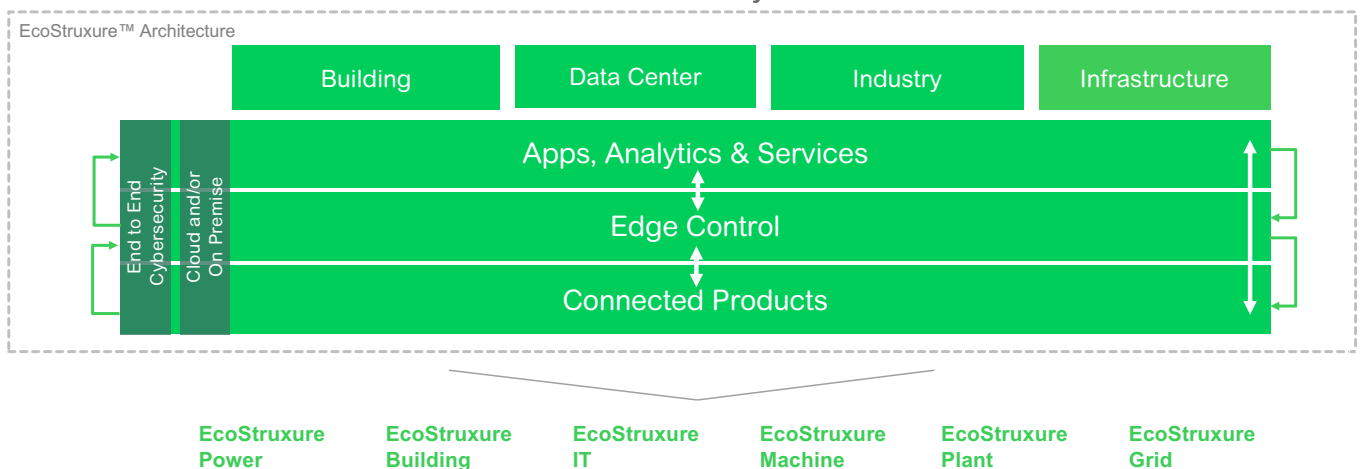 EcoStruxure™ Architecture
Building
Data Center
Industry
Infrastructure
End to End
Cybersecurity
Cloud and/or
On Premise
Apps, Analytics & Services
Edge Control
Connected Products
EcoStruxure
Power
EcoStruxure
Building
EcoStruxure
IT
EcoStruxure
Machine
EcoStruxure
Plant
EcoStruxure
Grid